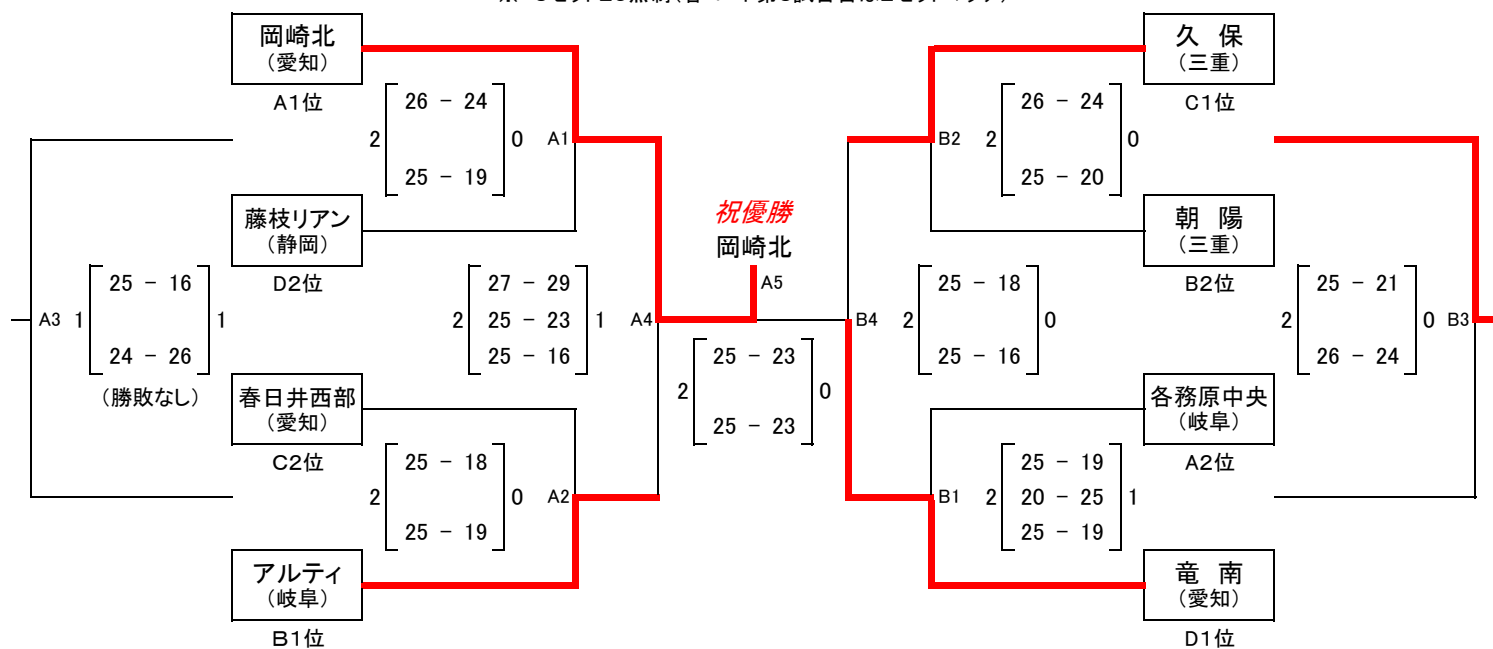 岡崎北
(愛知)
A1位
久 保
(三重)
C1位
26 - 24
2 0 A1
25 - 19
B2 2 0
26 - 24
25 - 20
藤枝リアン
(静岡)
D2位
祝優勝
岡崎北
A5
朝 陽
(三重)
B2位
A3 1 1
25 - 16
24 - 26
(勝敗なし)
27 - 29
2 25 - 23 1 A4
25 - 16
25 - 23
2 0
25 - 23
B4 2 0
25 - 18
25 - 16
25 - 21
2 0 B3
26 - 24
春日井西部
(愛知)
C2位
各務原中央
(岐阜)
A2位
25 - 18
2 0 A2
25 - 19
25 - 19
B1 2 20 - 25 1
25 - 19
アルティ
(岐阜)
B1位
竜 南
(愛知)
D1位